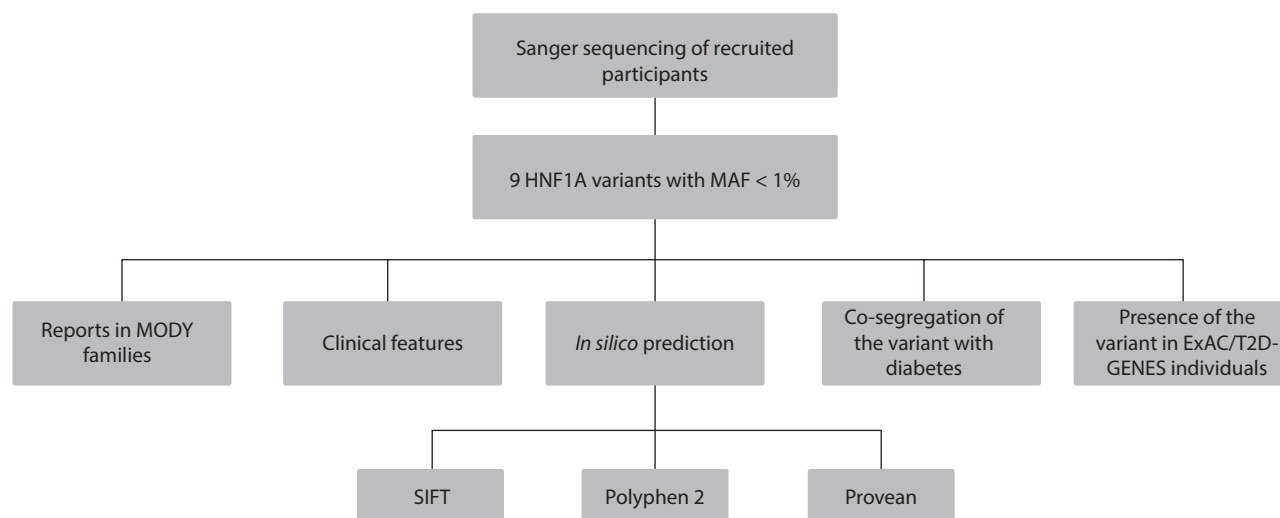 Sanger sequencing of recruited
participants
9 HNF1A variants with MAF < 1%
Reports in MODY
families
Clinical features
In silico prediction
Co-segregation of
the variant with
diabetes
Presence of the
variant in ExAC/T2D-
GENES individuals
SIFT
Polyphen 2
Provean